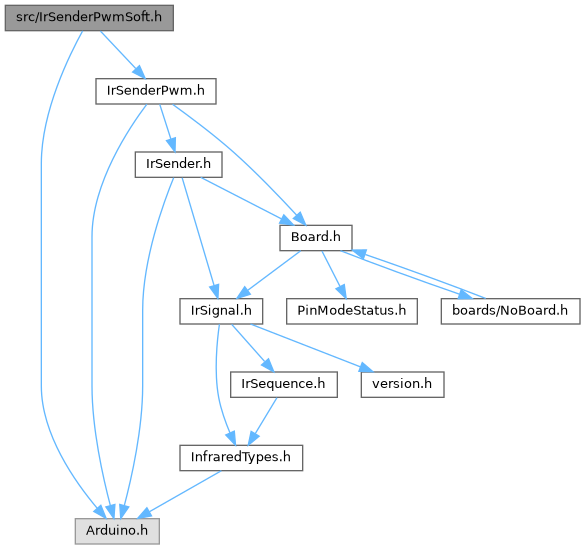 src/IrSenderPwmSoft.h
IrSenderPwm.h
IrSender.h
Board.h
IrSignal.h
PinModeStatus.h
boards/NoBoard.h
IrSequence.h
version.h
InfraredTypes.h
Arduino.h